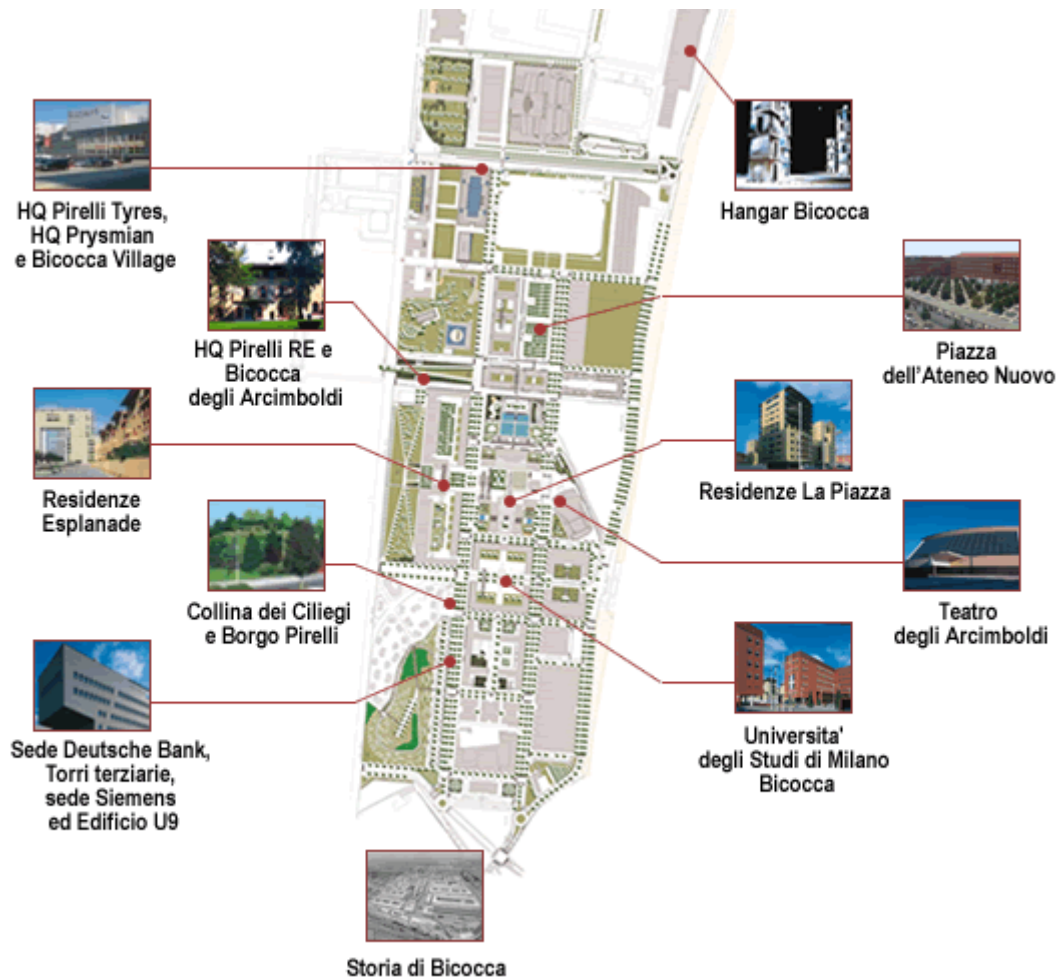 HQ Pirelli Tyres,
HQ Prysmian
e Bicocca Village
Hangar Bicocca
HQ Pirelli RE e
Bicocca
degli Arcimboldi
Piazza
dell'Ateneo Nuovo
Residenze
Esplanade
Residenze La Piazza
Collina dei Ciliegi
e Borgo Pirelli
Teatro
degli Arcimboldi
Sede Deutsche Bank,
Torri terziarie,
sede Siemens
ed Edificio U9
Universita'
degli Studi di Milano
Bicocca
Storia di Bicocca